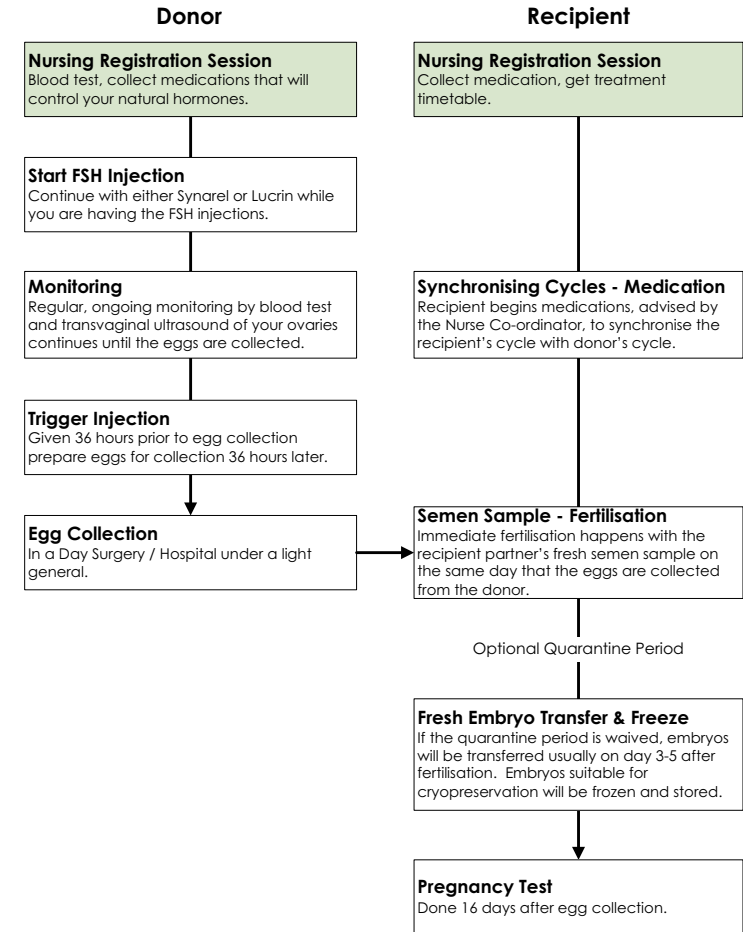 Donor
Recipient
Nursing Registration Session
Blood test, collect medications that will
control your natural hormones.
Nursing Registration Session
Collect medication, get treatment
timetable.
Start FSH Injection
Continue with either Synarel or Lucrin while
you are having the FSH injections.
Monitoring
Regular, ongoing monitoring by blood test
and transvaginal ultrasound of your ovaries
continues until the eggs are collected.
Synchronising Cycles - Medication
Recipient begins medications, advised by
the Nurse Co-ordinator, to synchronise the
recipient's cycle with donor's cycle.
Trigger Injection
Given 36 hours prior to egg collection
prepare eggs for collection 36 hours later.
Egg Collection
In a Day Surgery / Hospital under a light
general.
Semen Sample - Fertilisation
Immediate fertilisation happens with the
recipient partner's fresh semen sample on
the same day that the eggs are collected
from the donor.
Optional Quarantine Period
Fresh Embryo Transfer & Freeze
If the quarantine period is waived, embryos
will be transferred usually on day 3-5 after
fertilisation.  Embryos suitable for
cryopreservation will be frozen and stored.
Pregnancy Test
Done 16 days after egg collection.